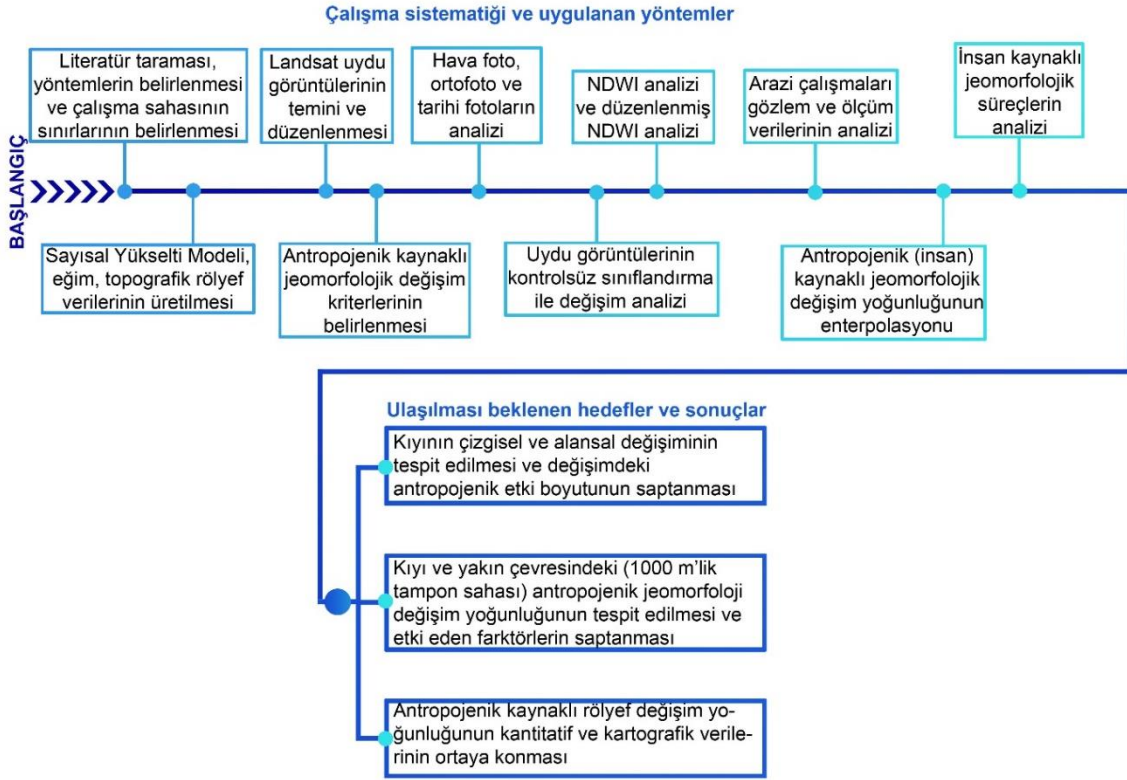 Çalışma sistematiği ve uygulanan yöntemler
Literatür taraması,
yöntemlerin belirlenmesi
ve çalışma sahasının
sınırlarının belirlenmesi
Landsat uydu
görüntülerinin
temini ve
düzenlenmesi
Hava foto,
ortofoto ve
tarihi fotoların
analizi
NDWI analizi
ve düzenlenmiş
NDWI analizi
Arazi çalışmaları
gözlem ve ölçüm
verilerinin analizi
İnsan kaynaklı
jeomorfolojik
süreçlerin
analizi
BAŞLANGIÇ
Sayısal Yükselti Modeli,
eğim, topografik rölyef
verilerinin üretilmesi
Antropojenik kaynaklı
jeomorfolojik değişim
kriterlerinin
belirlenmesi
Uydu görüntülerinin
kontrolsüz sınıflandırma
ile değişim analizi
Antropojenik (insan)
kaynaklı jeomorfolojik
değişim yoğunluğunun
enterpolasyonu
Ulaşılması beklenen hedefler ve sonuçlar
Kıyının çizgisel ve alansal değişiminin
tespit edilmesi ve değişimdeki
antropojenik etki boyutunun saptanması
Kıyı ve yakın çevresindeki (1000 m’lik
tampon sahası) antropojenik jeomorfoloji
değişim yoğunluğunun tespit edilmesi ve
etki eden farktörlerin saptanması
Antropojenik kaynaklı rölyef değişim yo-
ğunluğunun kantitatif ve kartografik verile-
rinin ortaya konması